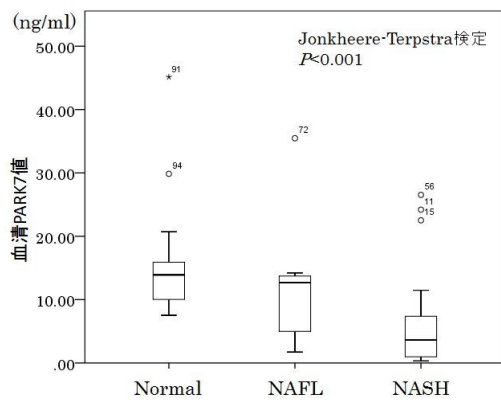 (ng/ml)
Jonkheere-Terpstra検定
P<0.001
血清PARK7値
50.00
40.00
30.00
20.00
10.00
.00
91
94
72
56
11
15
Normal
NAFL
NASH